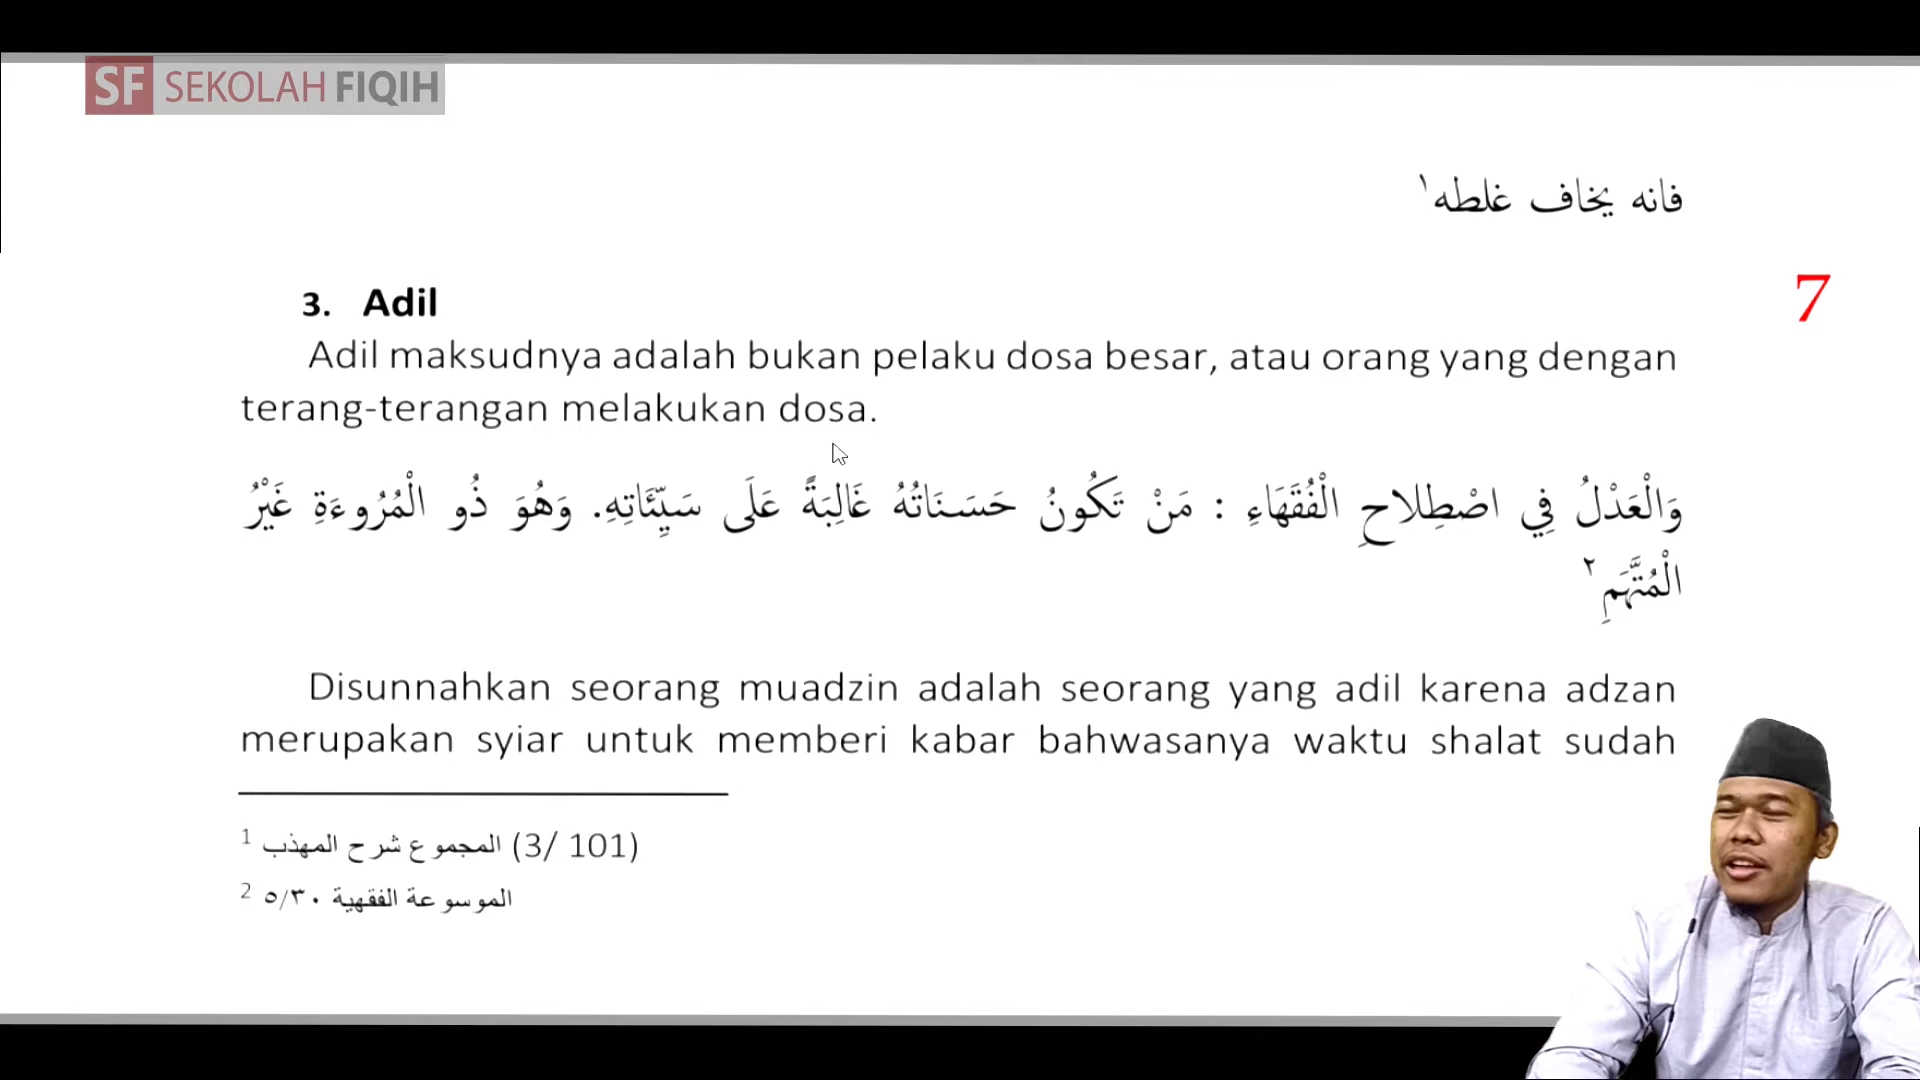 SF SEKOLAH FIQIH
فانه يخاف غلطه١
7
3. Adil
Adil maksudnya adalah bukan pelaku dosa besar, atau orang yang dengan
terang-terangan melakukan dosa.
وَالْعَدْلُ فِي اصْطِلاحِ الْفُقَهَاءِ : مَنْ تَكُونُ حَسَنَاتُهُ غَالِبَةً عَلَى سَيِّئَاتِهِ. وَهُوَ ذُو الْمُرُوءَةِ غَيْرُ
الْمُتَّهَمِ٢
Disunnahkan seorang muadzin adalah seorang yang adil karena adzan
merupakan syiar untuk memberi kabar bahwasanya waktu shalat sudah
1 المجموع شرح المهذب (3/ 101)
2 الموسوعة الفقهية ٥/٣٠